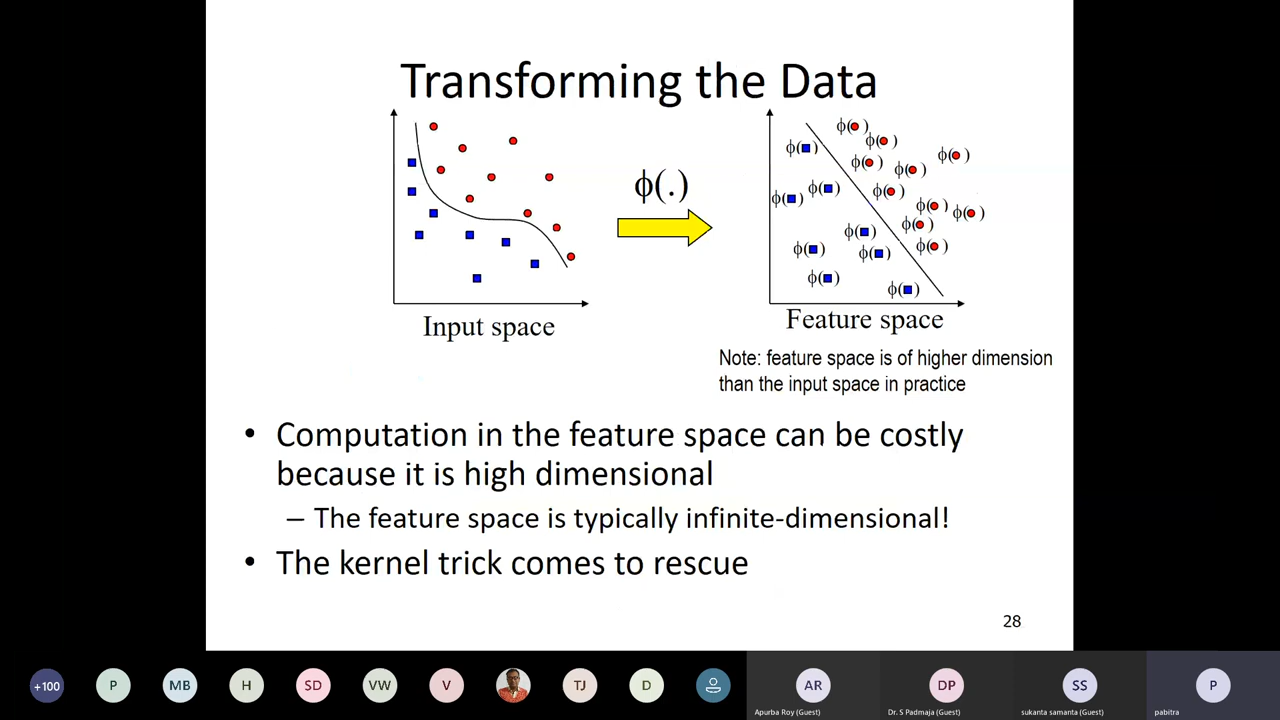 Transforming the Data
ϕ( )
ϕ( )
ϕ( )
ϕ( )
ϕ( )
ϕ( )
ϕ(.)
ϕ( )
ϕ( )
ϕ( )
ϕ( )
ϕ( )
ϕ( )
ϕ( )
ϕ( )
ϕ( )
ϕ( )
ϕ( )
ϕ( )
Input space
Feature space
Note: feature space is of higher dimension
than the input space in practice
• Computation in the feature space can be costly
because it is high dimensional
– The feature space is typically infinite-dimensional!
• The kernel trick comes to rescue
28
+100 P MB H SD VW V TJ D AR DP SS P
Apurba Roy (Guest) Dr. S Padmaja (Guest) sukanta samanta (Guest) pabitra